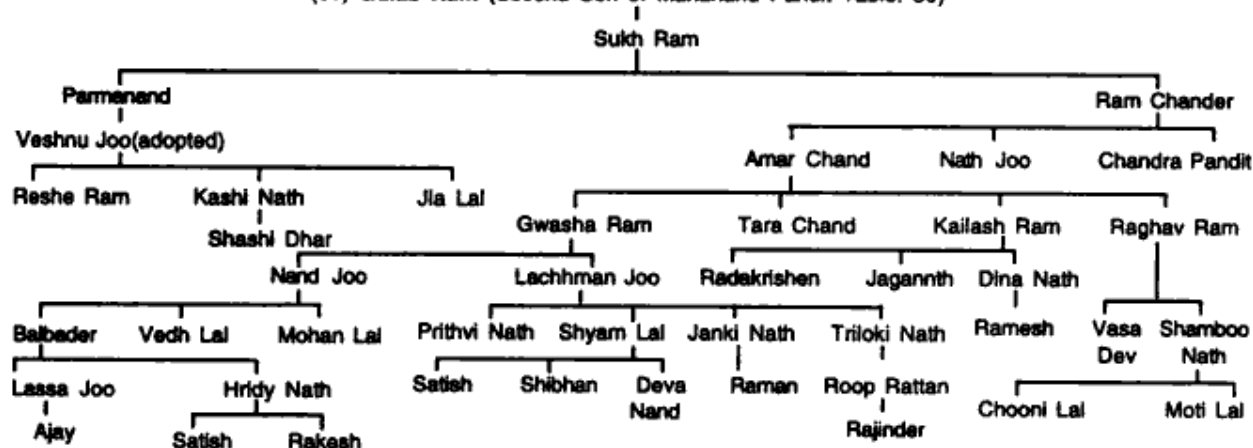 Sukh Ram
Parmanand
Ram Chander
Veshnu Joo(adopted)
Amar Chand
Nath Joo
Chandra Pandit
Reshe Ram
Kashi Nath
Jia Lal
Gwasha Ram
Tara Chand
Kailash Ram
Raghav Ram
Shashi Dhar
Nand Joo
Lachhman Joo
Radakrishen
Jagannth
Dina Nath
Balbader
Vedh Lal
Mohan Lal
Prithvi Nath
Shyam Lal
Janki Nath
Triloki Nath
Ramesh
Vasa
Dev
Shamboo
Nath
Lassa Joo
Hridy Nath
Satish
Shibhan
Deva
Nand
Raman
Roop Rattan
Chooni Lal
Moti Lal
Ajay
Satish
Rakesh
Rajinder